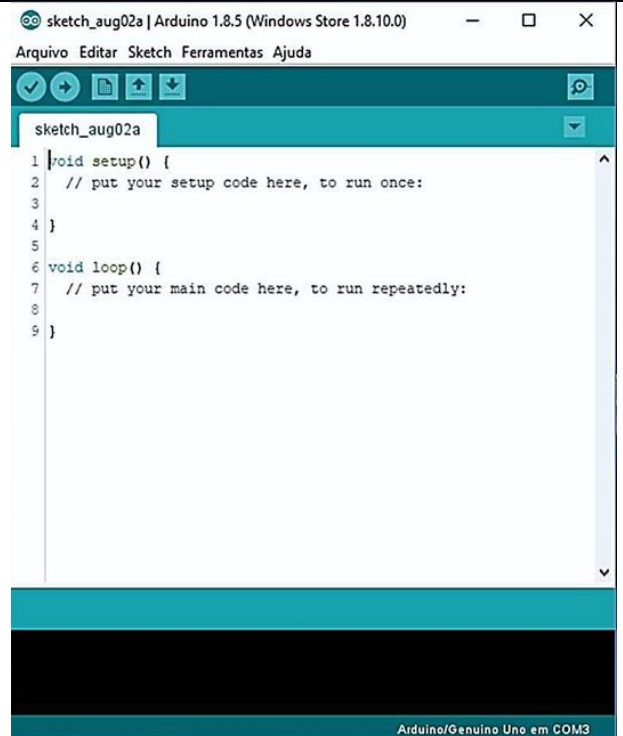 sketch_aug02a | Arduino 1.8.5 (Windows Store 1.8.10.0)
Arquivo Editar Sketch Ferramentas Ajuda
sketch_aug02a
1 void setup() {
2 // put your setup code here, to run once:
3
4 }
5
6 void loop() {
7 // put your main code here, to run repeatedly:
8
9 }
Arduino/Genuino Uno em COM3